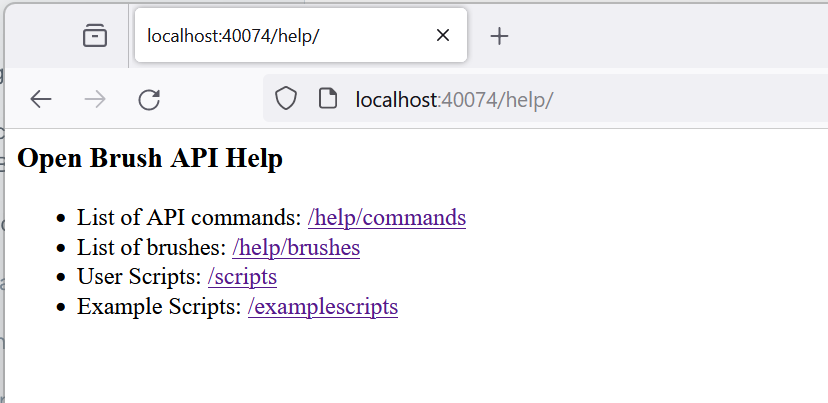 localhost:40074/help/
localhost:40074/help/
Open Brush API Help
List of API commands: /help/commands
List of brushes: /help/brushes
User Scripts: /scripts
Example Scripts: /examplescripts